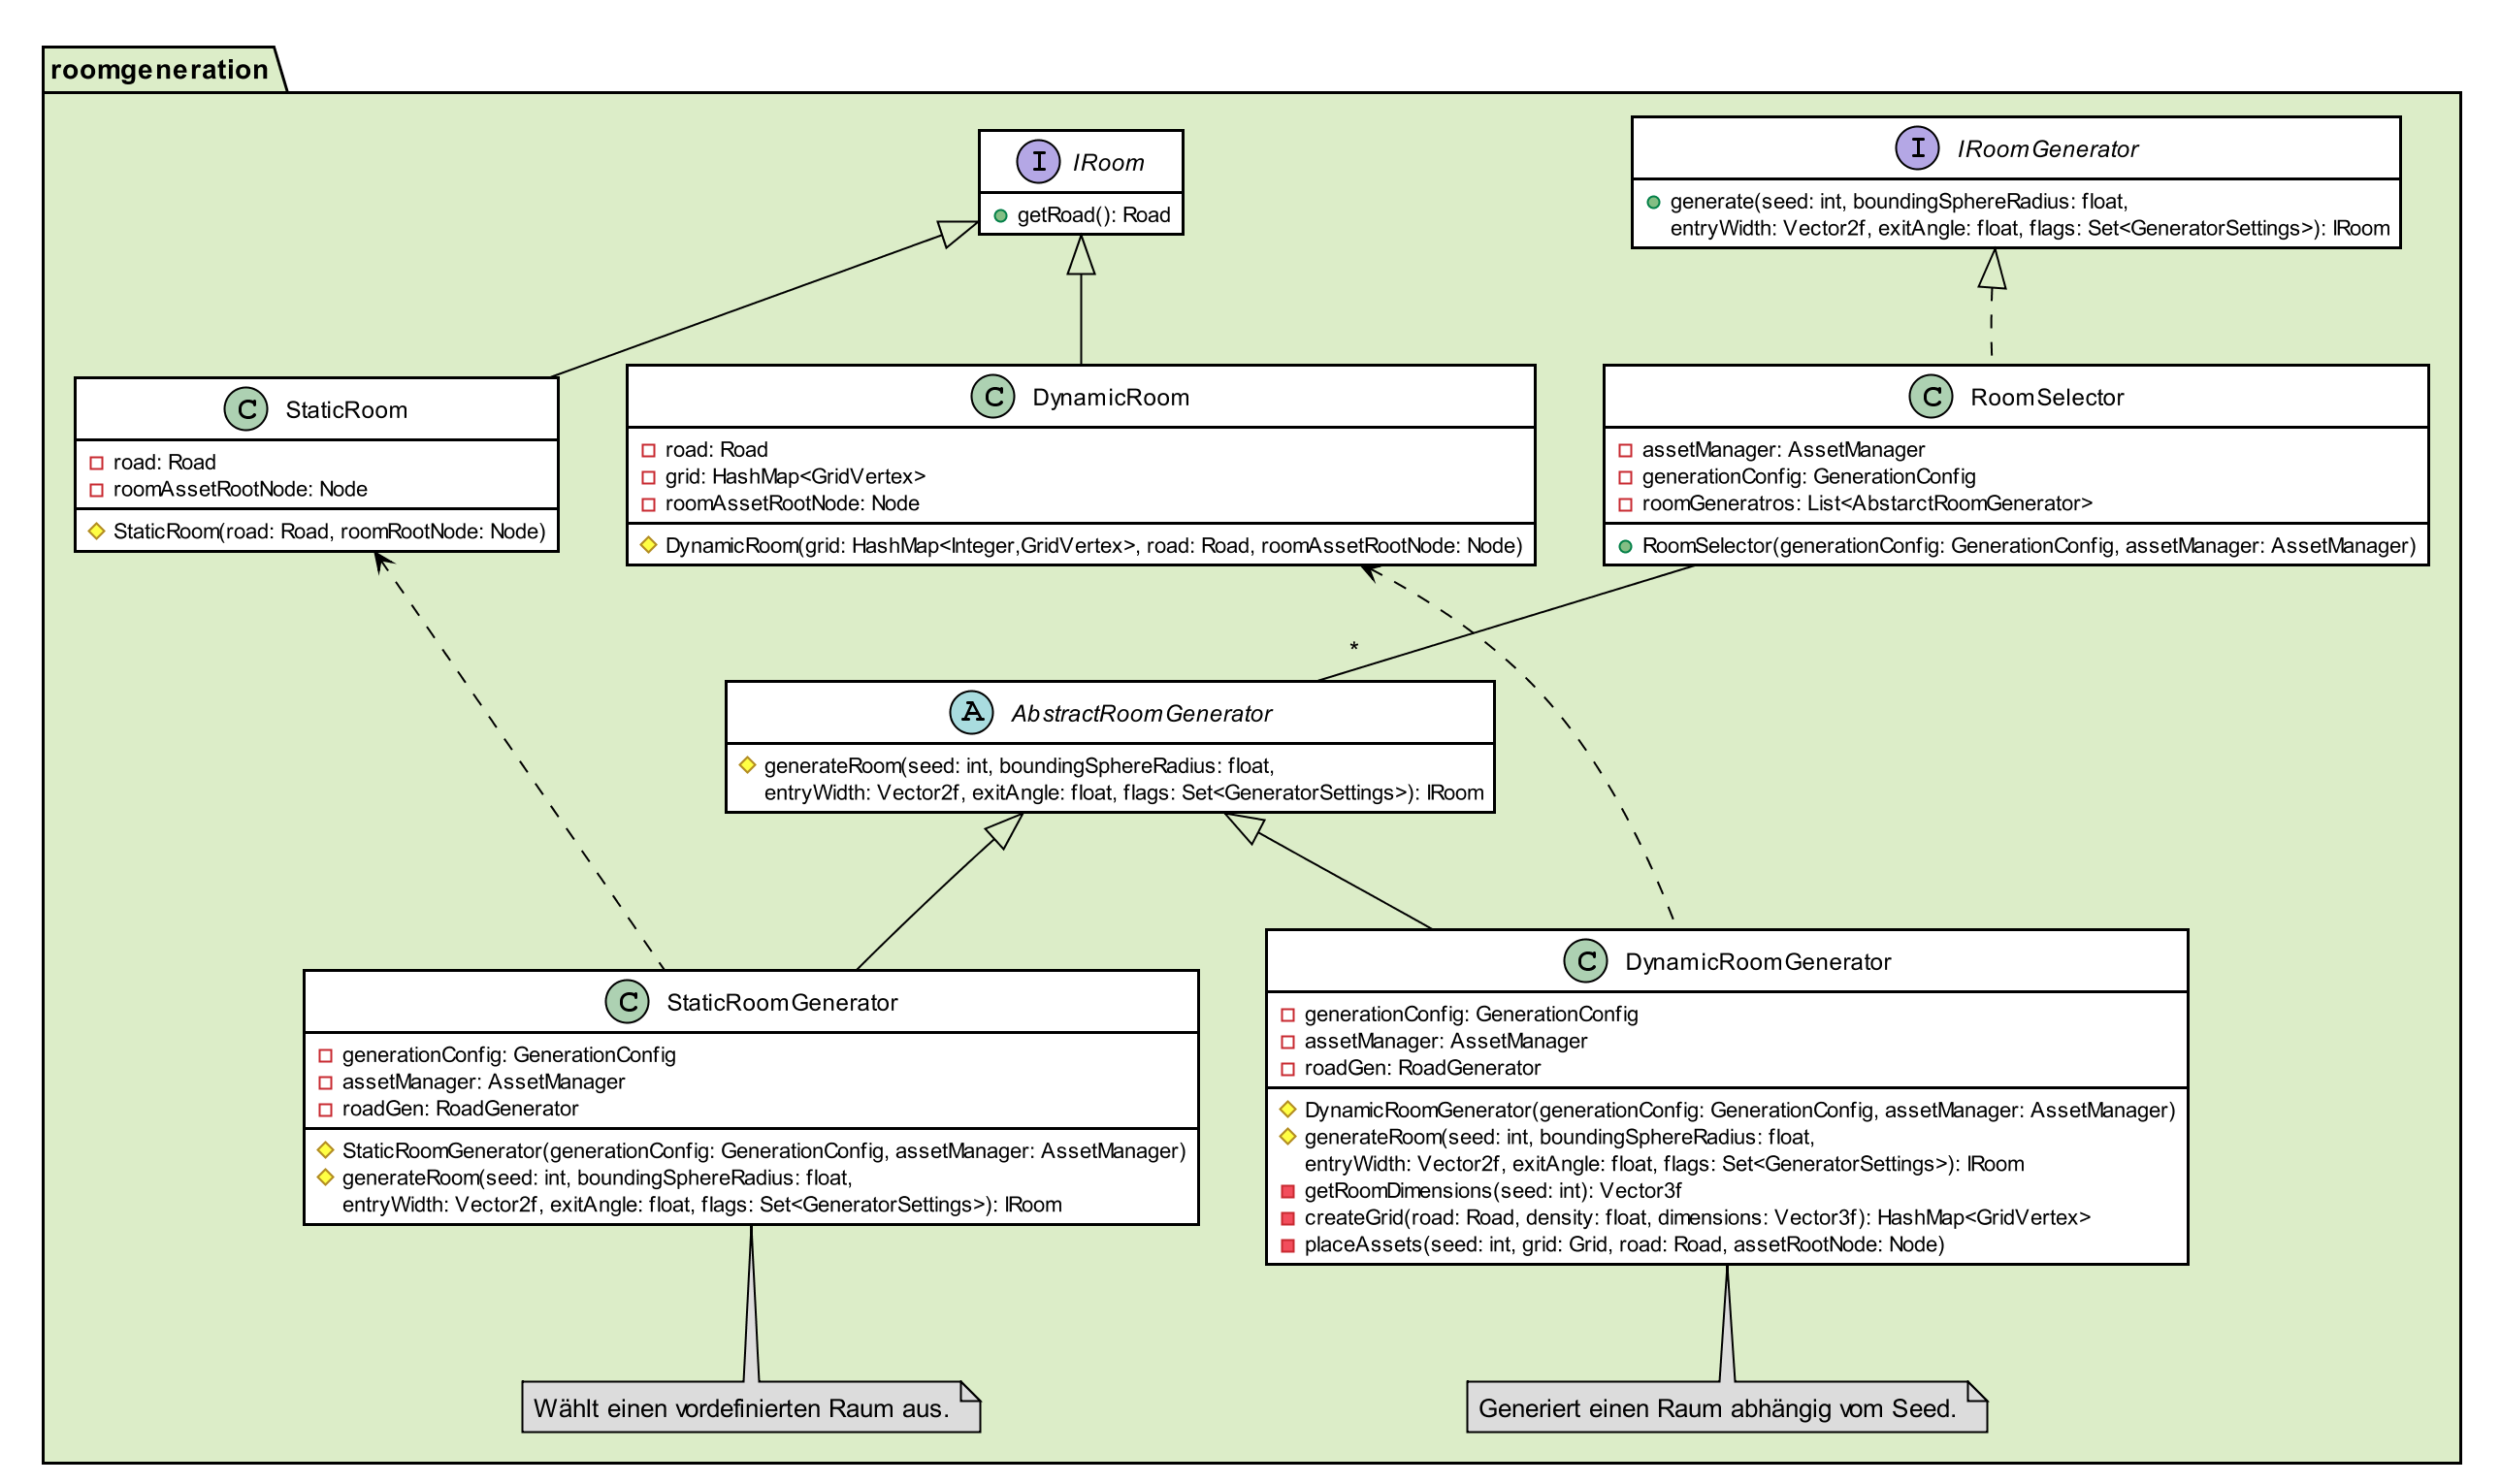 roomgeneration
I IRoom
getRoad(): Road
I IRoomGenerator
generate(seed: int, boundingSphereRadius: float,
entryWidth: Vector2f, exitAngle: float, flags: Set<GeneratorSettings>): IRoom
C StaticRoom
road: Road
roomAssetRootNode: Node
StaticRoom(road: Road, roomRootNode: Node)
C DynamicRoom
road: Road
grid: HashMap<GridVertex>
roomAssetRootNode: Node
DynamicRoom(grid: HashMap<Integer,GridVertex>, road: Road, roomAssetRootNode: Node)
C RoomSelector
assetManager: AssetManager
generationConfig: GenerationConfig
roomGeneratros: List<AbstarctRoomGenerator>
RoomSelector(generationConfig: GenerationConfig, assetManager: AssetManager)
*
A AbstractRoomGenerator
generateRoom(seed: int, boundingSphereRadius: float,
entryWidth: Vector2f, exitAngle: float, flags: Set<GeneratorSettings>): IRoom
C StaticRoomGenerator
generationConfig: GenerationConfig
assetManager: AssetManager
roadGen: RoadGenerator
StaticRoomGenerator(generationConfig: GenerationConfig, assetManager: AssetManager)
generateRoom(seed: int, boundingSphereRadius: float,
entryWidth: Vector2f, exitAngle: float, flags: Set<GeneratorSettings>): IRoom
C DynamicRoomGenerator
generationConfig: GenerationConfig
assetManager: AssetManager
roadGen: RoadGenerator
DynamicRoomGenerator(generationConfig: GenerationConfig, assetManager: AssetManager)
generateRoom(seed: int, boundingSphereRadius: float,
entryWidth: Vector2f, exitAngle: float, flags: Set<GeneratorSettings>): IRoom
getRoomDimensions(seed: int): Vector3f
createGrid(road: Road, density: float, dimensions: Vector3f): HashMap<GridVertex>
placeAssets(seed: int, grid: Grid, road: Road, assetRootNode: Node)
Wählt einen vordefinierten Raum aus.
Generiert einen Raum abhängig vom Seed.